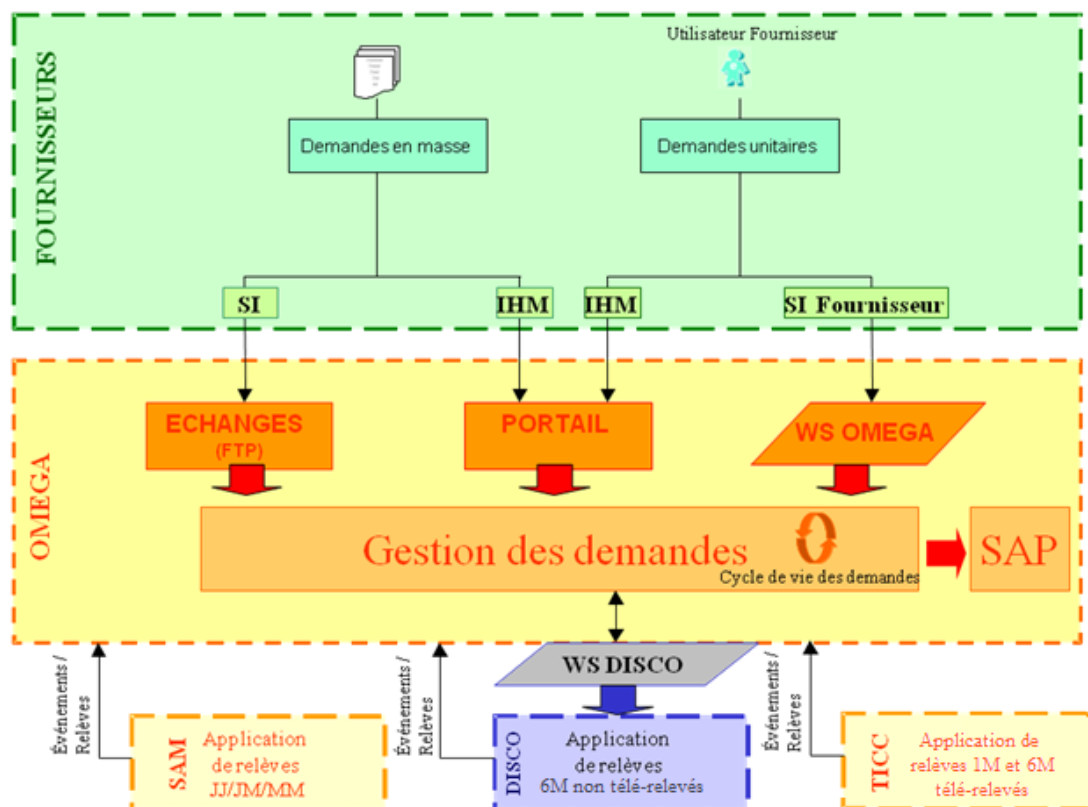 Utilisateur Fournisseur
FOURNISSEURS
Demandes en masse
Demandes unitaires
SI
IHM
IHM
SI Fournisseur
OMEGA
ECHANGES
(FTP)
PORTAIL
WS OMEGA
Gestion des demandes
Cycle de vie des demandes
SAP
Événements /
Relèves
Événements /
Relèves
WS DISCO
Événements /
Relèves
SAM
Application
de relèves
JJ/JM/MM
DISCO
Application
de relèves
6M non télé-relevés
TICC
Application de
relèves 1M et 6M
télé-relevés